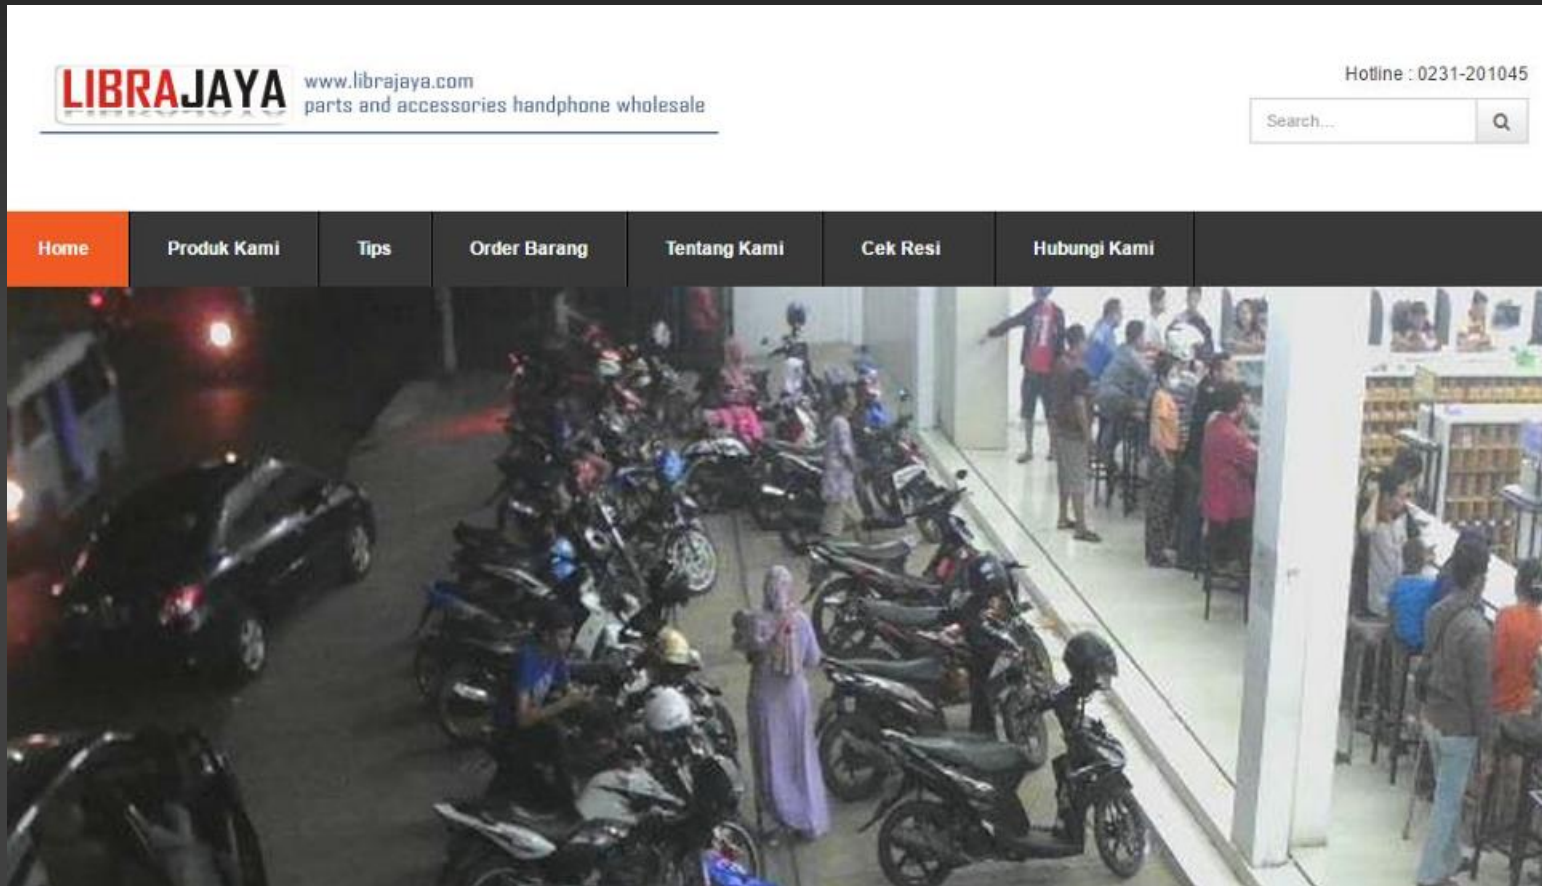 LIBRAJAYA
www.librajaya.com
parts and accessories handphone wholesale
Hotline : 0231-201045
Search...
Home
Produk Kami
Tips
Order Barang
Tentang Kami
Cek Resi
Hubungi Kami